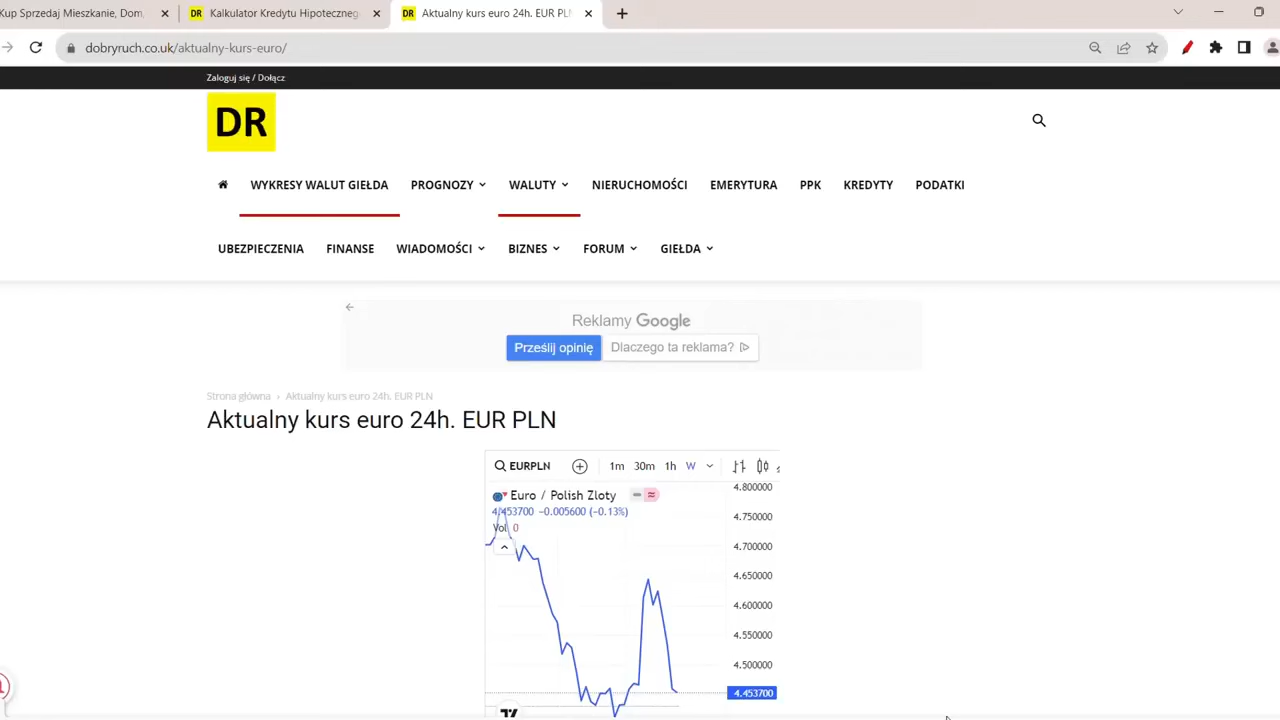 Kup Sprzedaj Mieszkanie, Dom,
DR Kalkulator Kredytu Hipotecznego
DR Aktualny kurs euro 24h. EUR PLN
dobryruch.co.uk/aktualny-kurs-euro/
Zaloguj się / Dołącz
DR
WYKRESY WALUT GIEŁDA PROGNOZY WALUTY NIERUCHOMOŚCI EMERYTURA PPK KREDYTY PODATKI
UBEZPIECZENIA FINANSE WIADOMOŚCI BIZNES FORUM GIEŁDA
Reklamy Google
Prześlij opinię Dlaczego ta reklama?
Strona główna › Aktualny kurs euro 24h. EUR PLN
Aktualny kurs euro 24h. EUR PLN
EURPLN 1m 30m 1h W
Euro / Polish Zloty
4.453700 −0.005600 (−0.13%)
Vol 0
4.800000
4.750000
4.700000
4.650000
4.600000
4.550000
4.500000
4.453700